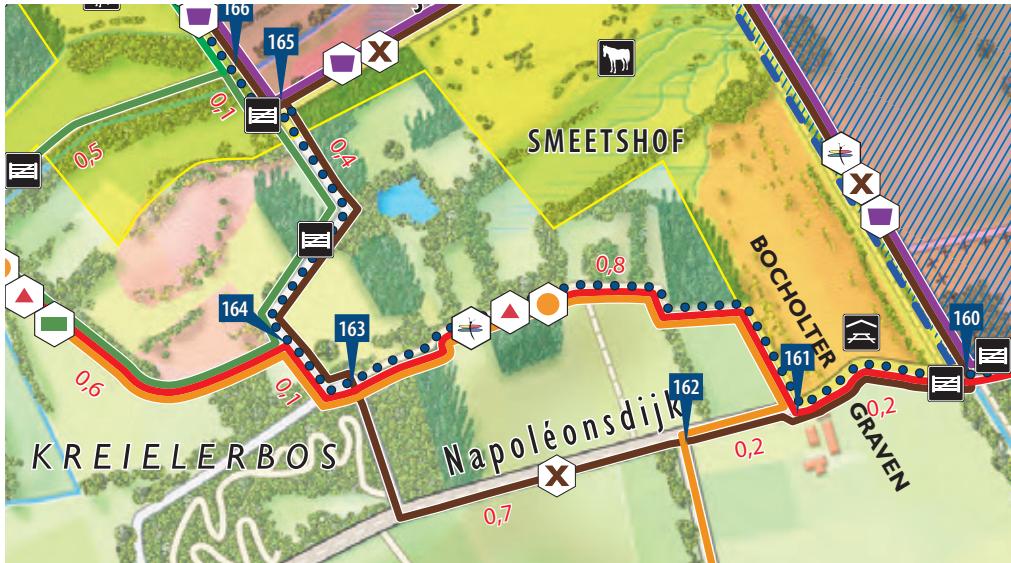 166
165
0,1
0,4
0,5
SMEETSHOF
BOCHOLTER
GRAVEN
0,8
164
163
160
161
162
0,6
0,1
0,2
0,2
KREIELERBOS
Napoléonsdijk
X
X
X
0,7